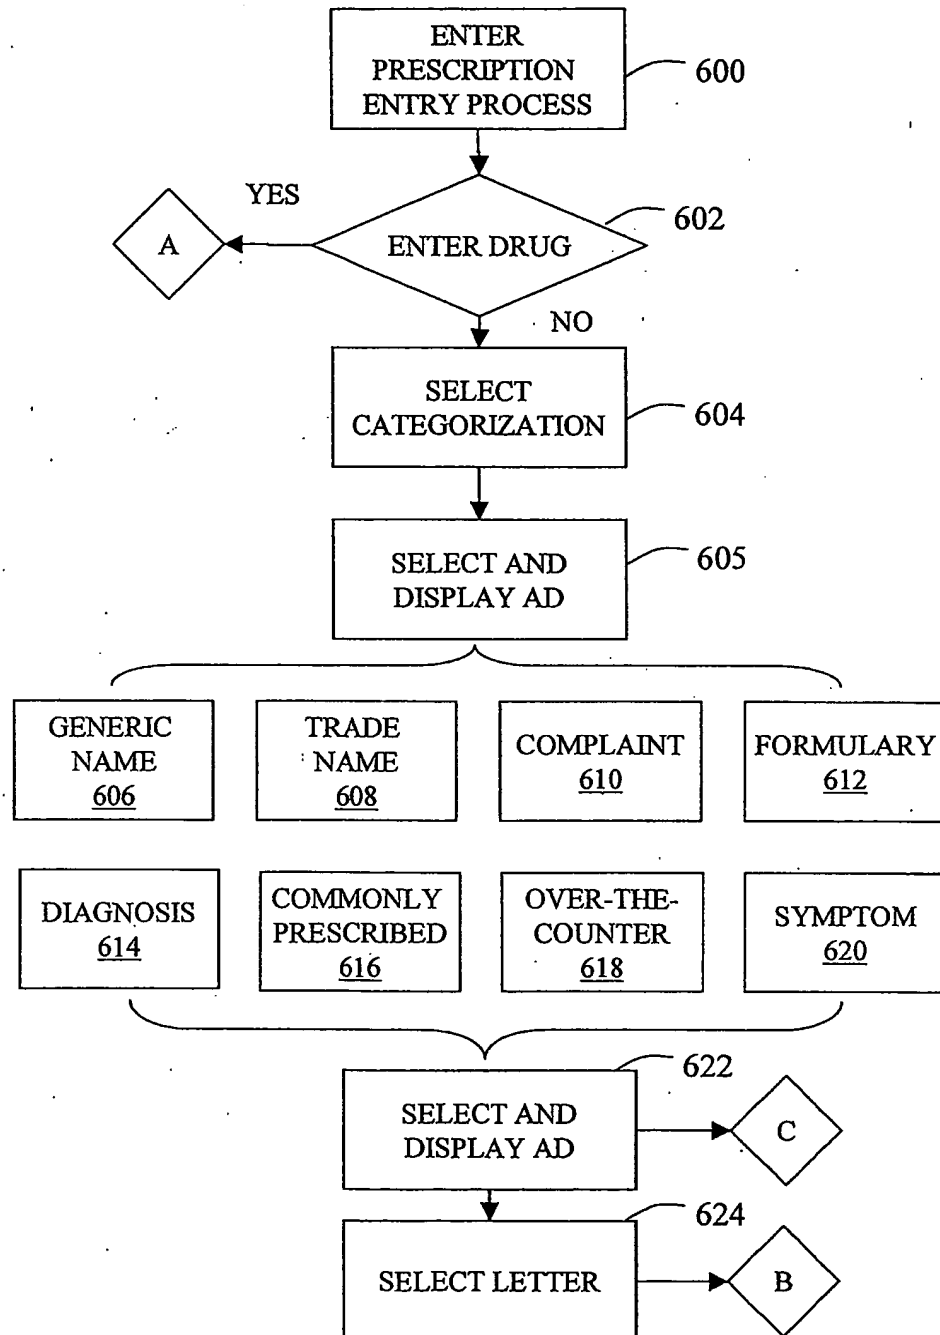 ENTER
PRESCRIPTION
ENTRY PROCESS
600
YES
A
ENTER DRUG
602
NO
SELECT
CATEGORIZATION
604
SELECT AND
DISPLAY AD
605
GENERIC
NAME
606
TRADE
NAME
608
COMPLAINT
610
FORMULARY
612
DIAGNOSIS
614
COMMONLY
PRESCRIBED
616
OVER-THE-
COUNTER
618
SYMPTOM
620
622
SELECT AND
DISPLAY AD
C
624
SELECT LETTER
B